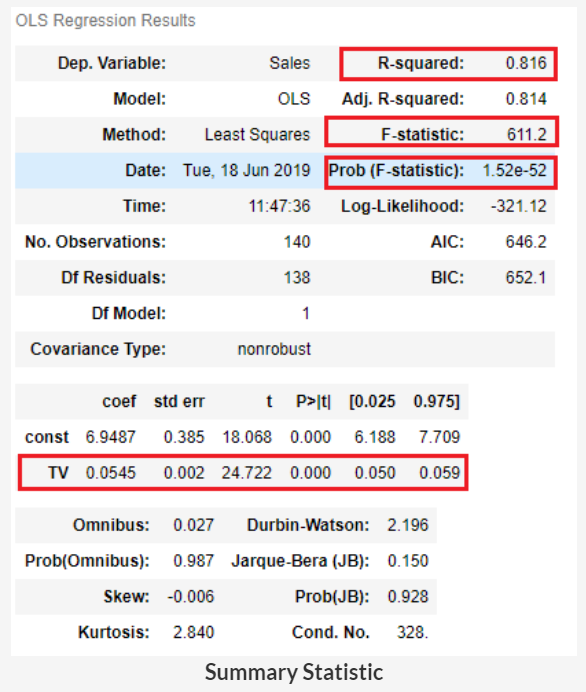 OLS Regression Results
Dep. Variable: Sales R-squared: 0.816
Model: OLS Adj. R-squared: 0.814
Method: Least Squares F-statistic: 611.2
Date: Tue, 18 Jun 2019 Prob (F-statistic): 1.52e-52
Time: 11:47:36 Log-Likelihood: -321.12
No. Observations: 140 AIC: 646.2
Df Residuals: 138 BIC: 652.1
Df Model: 1
Covariance Type: nonrobust
coef std err t P>|t| [0.025 0.975]
const 6.9487 0.385 18.068 0.000 6.188 7.709
TV 0.0545 0.002 24.722 0.000 0.050 0.059
Omnibus: 0.027 Durbin-Watson: 2.196
Prob(Omnibus): 0.987 Jarque-Bera (JB): 0.150
Skew: -0.006 Prob(JB): 0.928
Kurtosis: 2.840 Cond. No. 328.
Summary Statistic